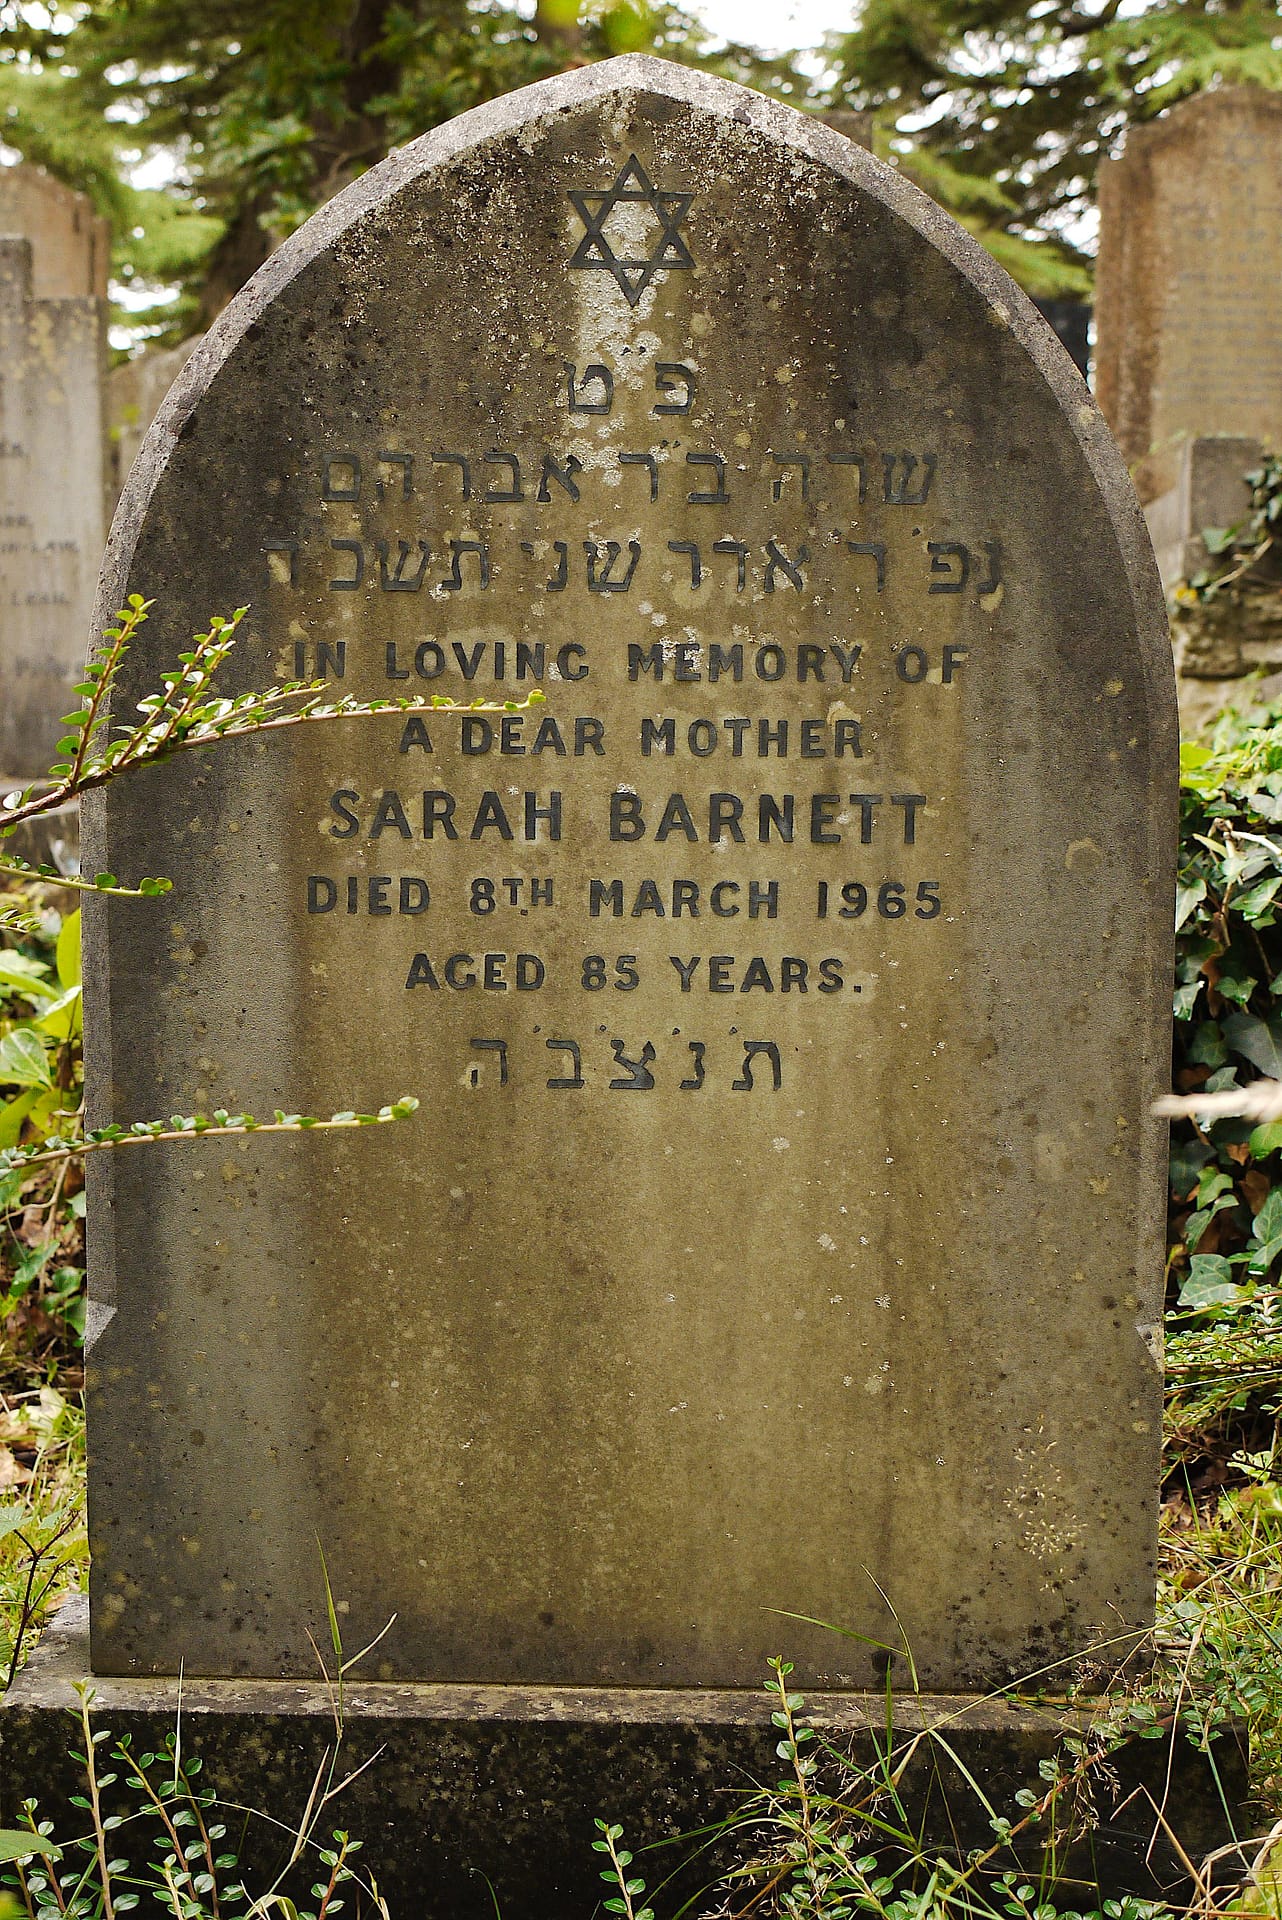 פ״ט
שרה ב״ר אברהם
נפ׳ ד׳ אדר שני תשכ׳ה
IN LOVING MEMORY OF
A DEAR MOTHER
SARAH BARNETT
DIED 8TH MARCH 1965
AGED 85 YEARS.
ת׳נ׳צ׳ב׳ה